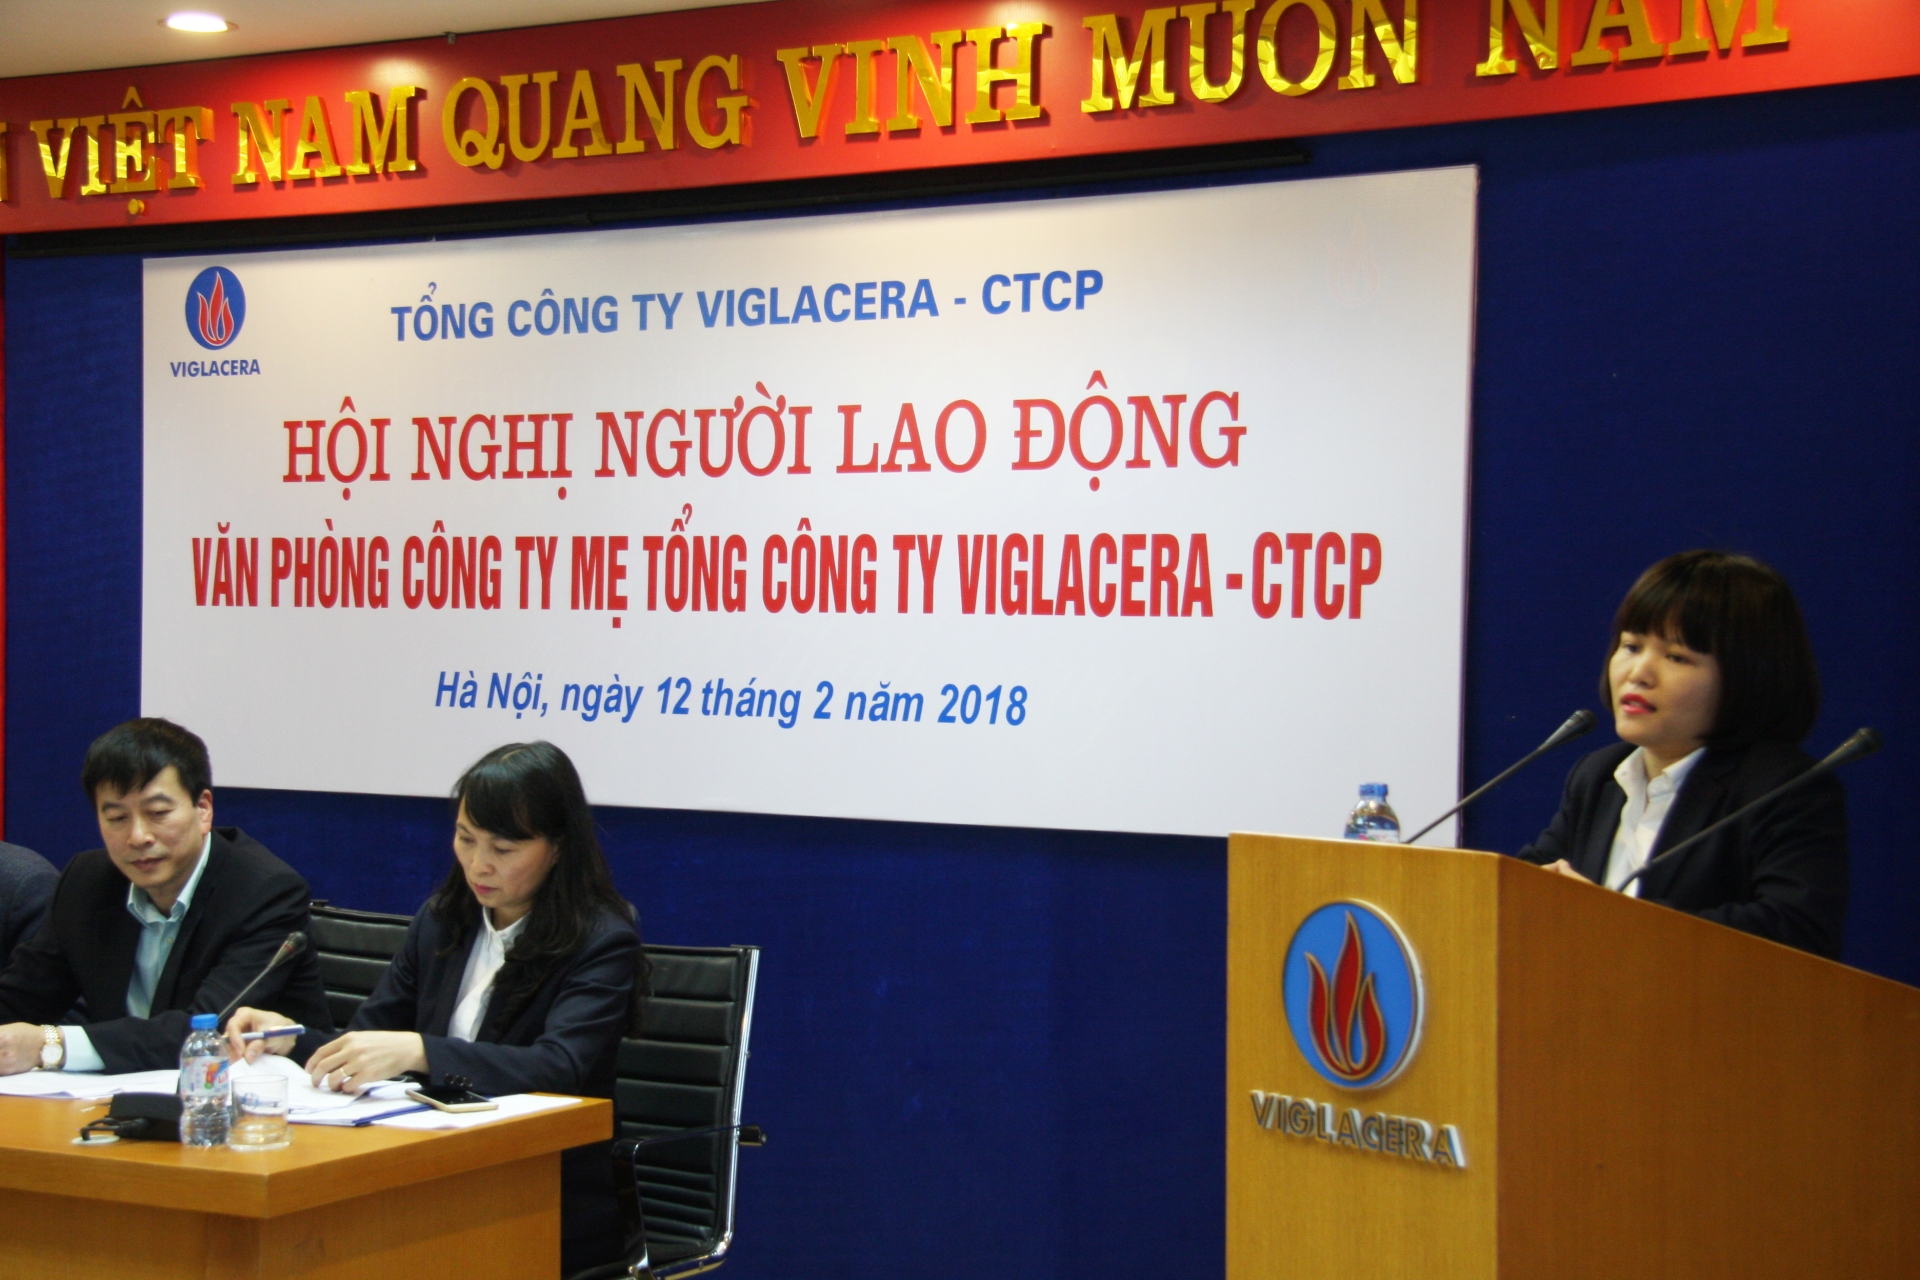 VIỆT NAM QUANG VINH MUÔN NĂM
VIGLACERA
TỔNG CÔNG TY VIGLACERA - CTCP
HỘI NGHỊ NGƯỜI LAO ĐỘNG
VĂN PHÒNG CÔNG TY MẸ TỔNG CÔNG TY VIGLACERA - CTCP
Hà Nội, ngày 12 tháng 2 năm 2018
VIGLACERA